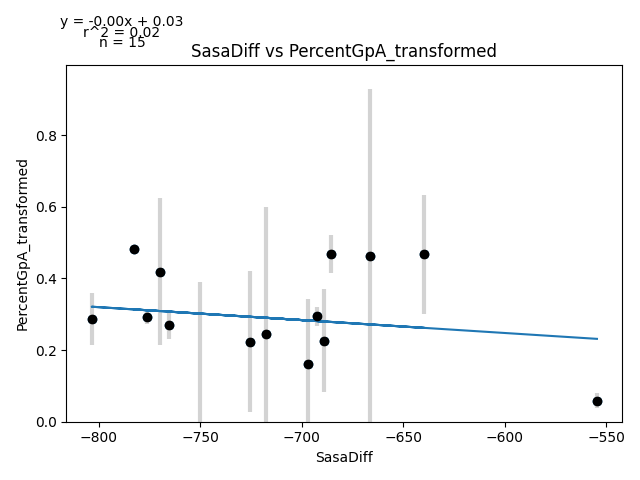 y = -0.00x + 0.03
r^2 = 0.02
n = 15
SasaDiff vs PercentGpA_transformed
PercentGpA_transformed
0.8
0.6
0.4
0.2
0.0
−800
−750
−700
−650
−600
−550
SasaDiff